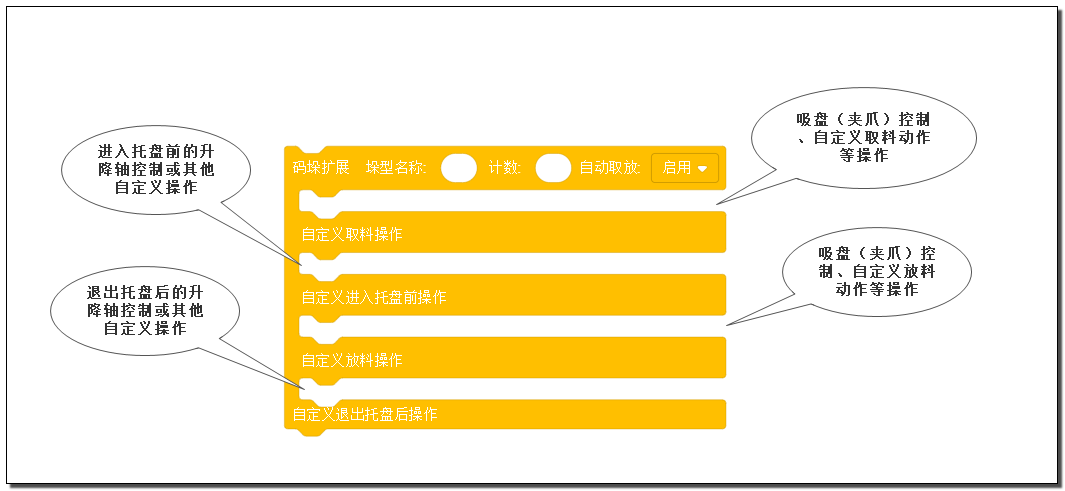 进入托盘前的升
降轴控制或其他
自定义操作
吸盘（夹爪）控制
、自定义取料动作
等操作
码垛扩展 垛型名称: 计数: 自动取放: 启用
自定义取料操作
吸盘（夹爪）控
制、自定义放料
动作等操作
退出托盘后的升
降轴控制或其他
自定义操作
自定义进入托盘前操作
自定义放料操作
自定义退出托盘后操作